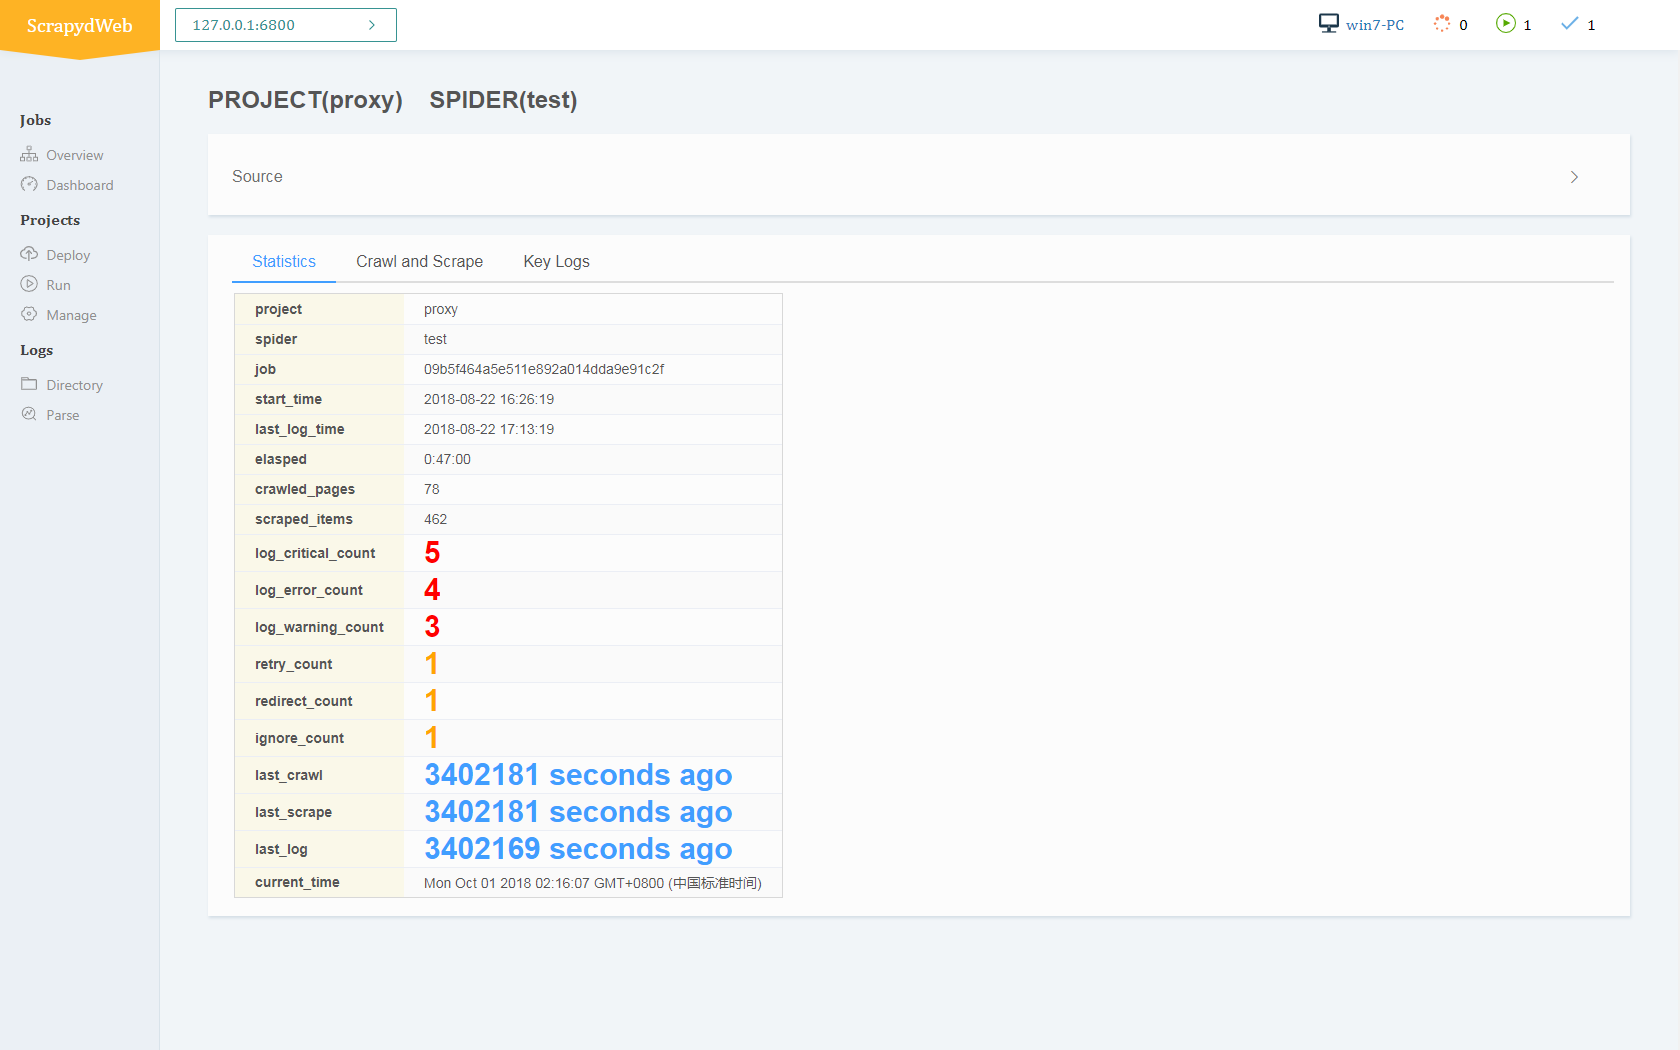 ScrapydWeb
127.0.0.1:6800
win7-PC
0
1
1
Jobs
Overview
Dashboard
Projects
Deploy
Run
Manage
Logs
Directory
Parse
PROJECT(proxy) SPIDER(test)
Source
Statistics Crawl and Scrape Key Logs
project proxy
spider test
job 09b5f464a5e511e892a014dda9e91c2f
start_time 2018-08-22 16:26:19
last_log_time 2018-08-22 17:13:19
elasped 0:47:00
crawled_pages 78
scraped_items 462
log_critical_count 5
log_error_count 4
log_warning_count 3
retry_count 1
redirect_count 1
ignore_count 1
last_crawl 3402181 seconds ago
last_scrape 3402181 seconds ago
last_log 3402169 seconds ago
current_time Mon Oct 01 2018 02:16:07 GMT+0800 (中国标准时间)